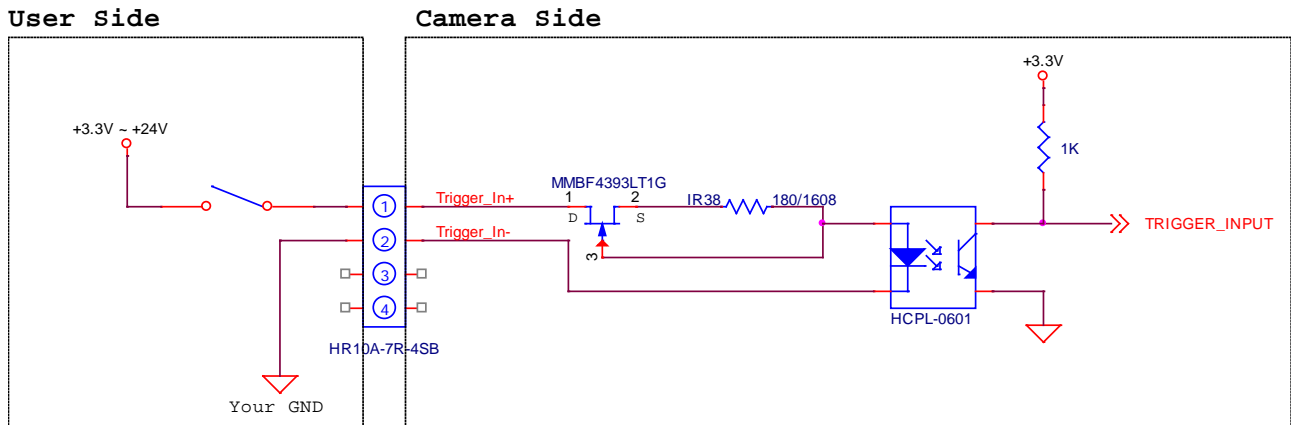 User Side
Camera Side
+3.3V
+3.3V ~ +24V
1K
MMBF4393LT1G
Trigger_In+
1
2
IR38
180/1608
1
D
S
TRIGGER_INPUT
Trigger_In-
2
3
3
4
HCPL-0601
HR10A-7R-4SB
Your GND